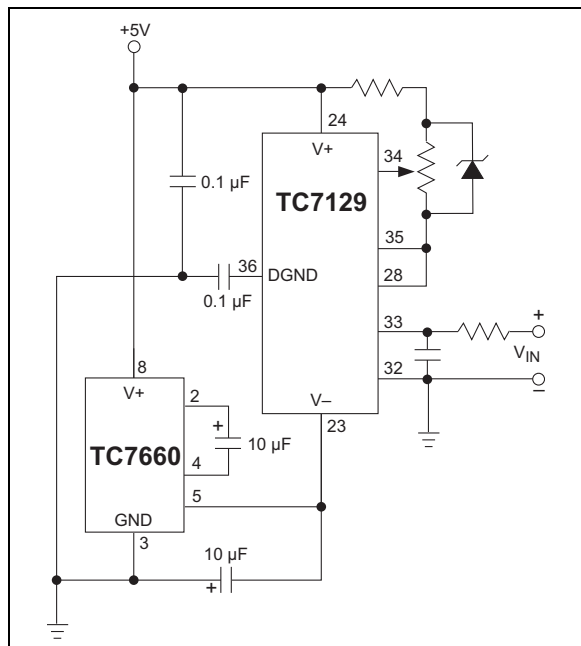 +5V
24
V+
34
0.1 µF
TC7129
35
36
DGND
28
0.1 µF
33
+
VIN
8
V+
2
32
–
V–
23
+
10 µF
TC7660
4
5
GND
3
10 µF
+